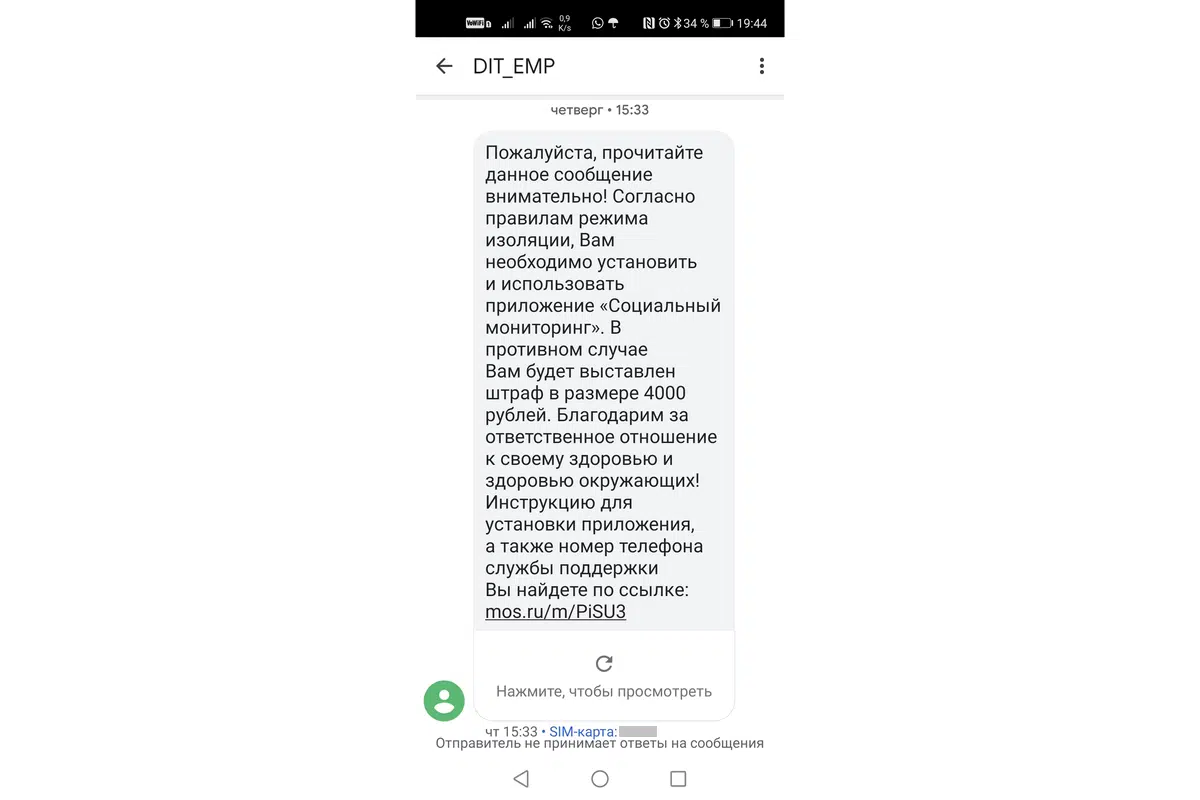 VoWiFi 0,9 K/s 34 % 19:44
DIT_EMP
четверг • 15:33
Пожалуйста, прочитайте
данное сообщение
внимательно! Согласно
правилам режима
изоляции, Вам
необходимо установить
и использовать
приложение «Социальный
мониторинг». В
противном случае
Вам будет выставлен
штраф в размере 4000
рублей. Благодарим за
ответственное отношение
к своему здоровью и
здоровью окружающих!
Инструкцию для
установки приложения,
а также номер телефона
службы поддержки
Вы найдете по ссылке:
mos.ru/m/PiSU3
Нажмите, чтобы просмотреть
чт 15:33 • SIM-карта:
Отправитель не принимает ответы на сообщения